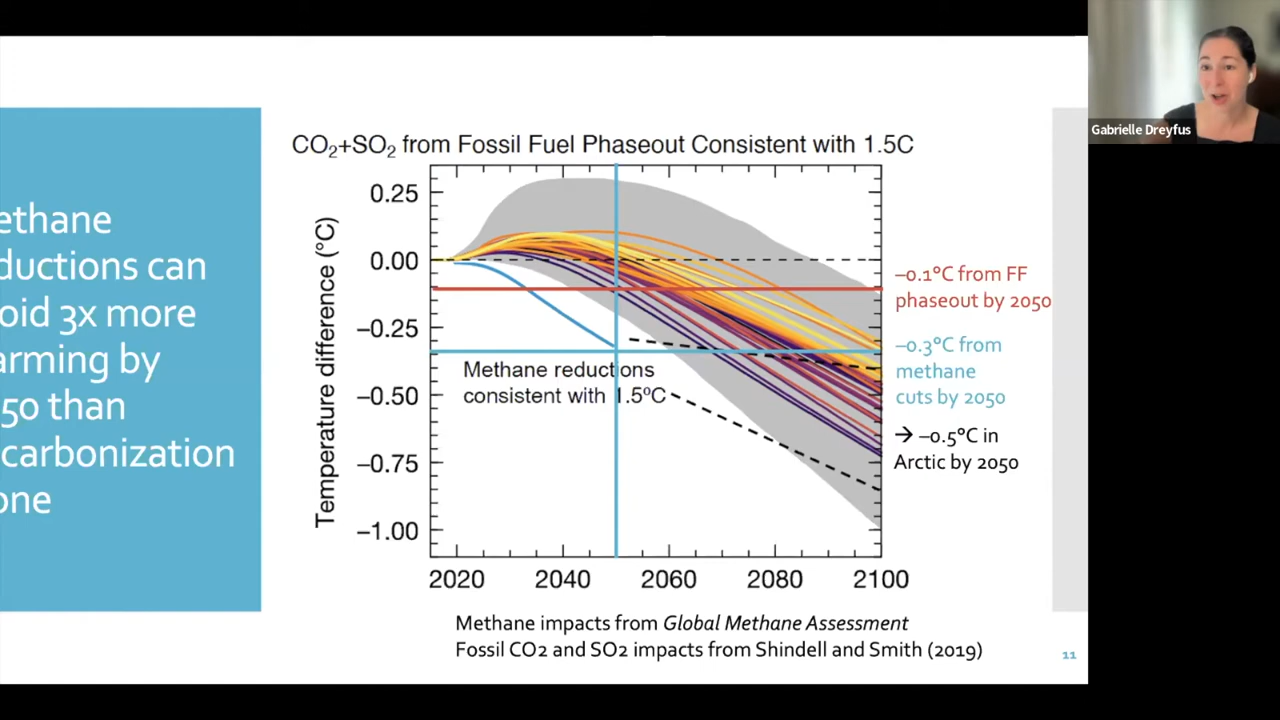 ethane
ductions can
oid 3x more
arming by
50 than
carbonization
one
CO₂+SO₂ from Fossil Fuel Phaseout Consistent with 1.5C
Temperature difference (°C)
0.25
0.00
−0.25
−0.50
−0.75
−1.00
Methane reductions
consistent with 1.5ºC
2020 2040 2060 2080 2100
–0.1°C from FF
phaseout by 2050
–0.3°C from
methane
cuts by 2050
→ –0.5°C in
Arctic by 2050
Methane impacts from Global Methane Assessment
Fossil CO2 and SO2 impacts from Shindell and Smith (2019)
11
Gabrielle Dreyfus